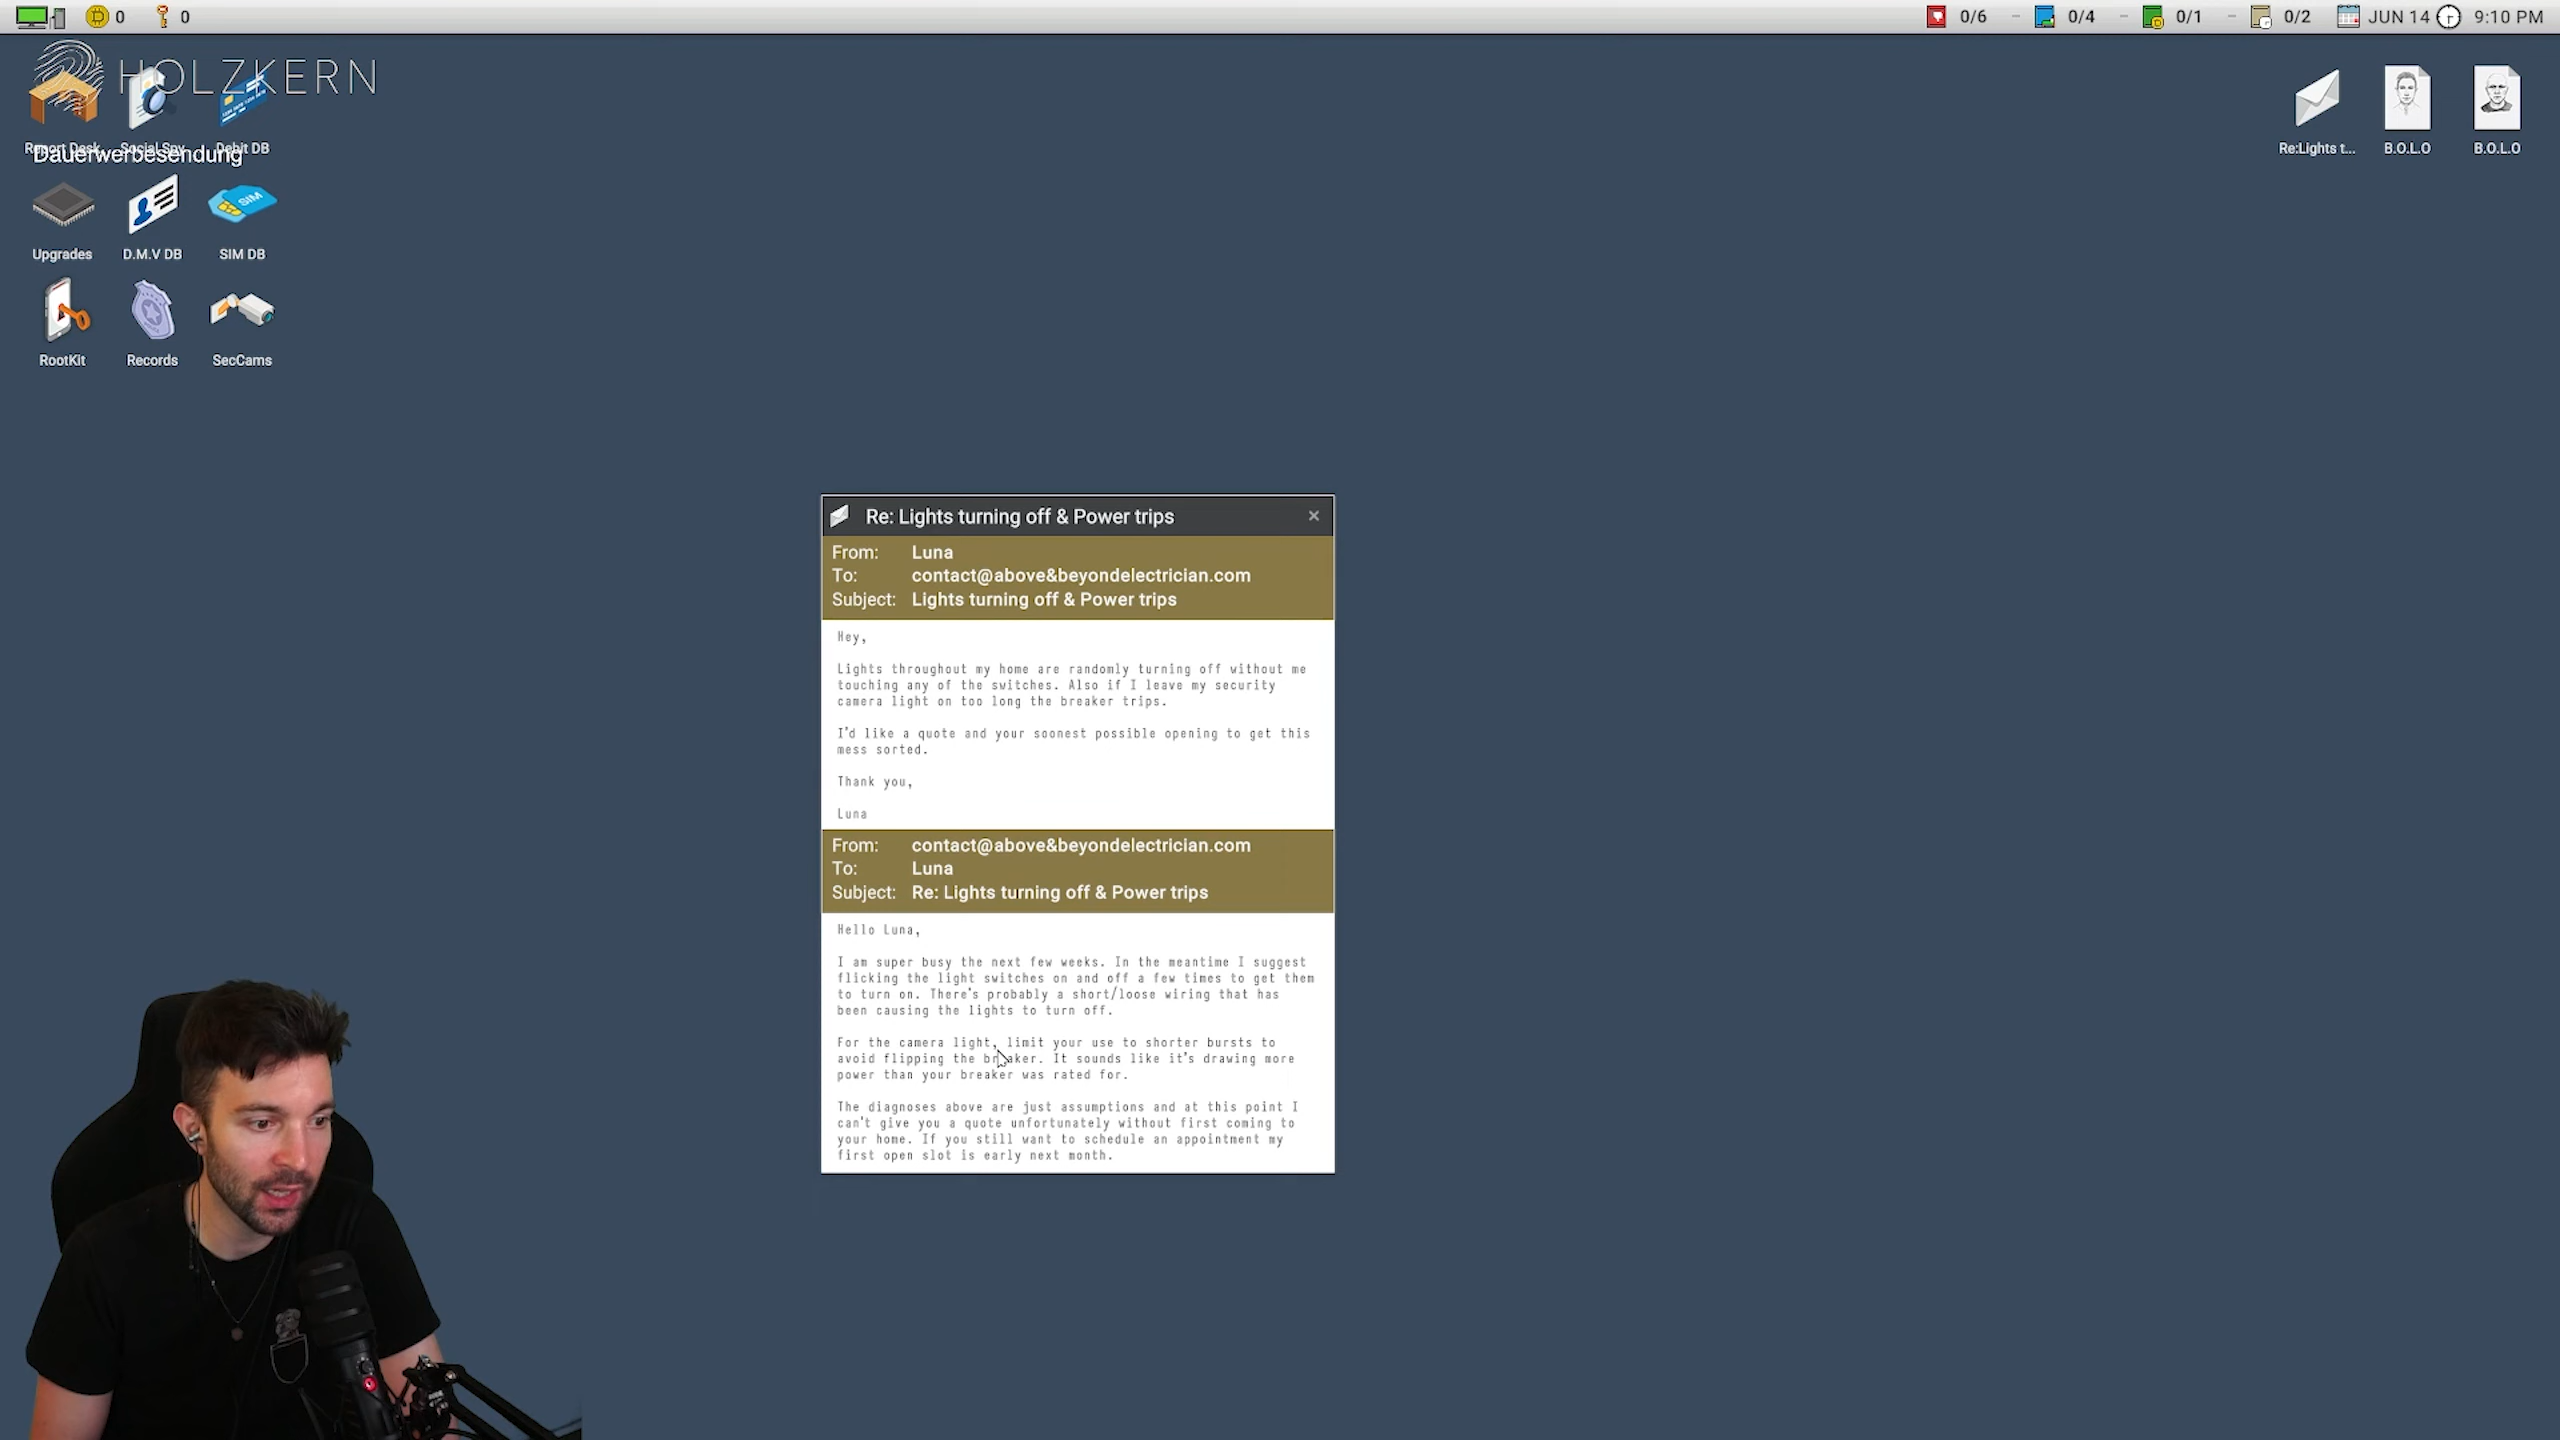 0 0 0/6 - 0/4 - 0/1 - 0/2 JUN 14 9:10 PM
HOLZKERN
Dauerwerbesendung
Report Desk Social Spy Debit DB
Upgrades D.M.V DB SIM DB
RootKit Records SecCams
Re:Lights t... B.O.L.O B.O.L.O
Re: Lights turning off & Power trips
From: Luna
To: contact@above&beyondelectrician.com
Subject: Lights turning off & Power trips
Hey,
Lights throughout my home are randomly turning off without me
touching any of the switches. Also if I leave my security
camera light on too long the breaker trips.
I'd like a quote and your soonest possible opening to get this
mess sorted.
Thank you,
Luna
From: contact@above&beyondelectrician.com
To: Luna
Subject: Re: Lights turning off & Power trips
Hello Luna,
I am super busy the next few weeks. In the meantime I suggest
flicking the light switches on and off a few times to get them
to turn on. There's probably a short/loose wiring that has
been causing the lights to turn off.
For the camera light, limit your use to shorter bursts to
avoid flipping the breaker. It sounds like it's drawing more
power than your breaker was rated for.
The diagnoses above are just assumptions and at this point I
can't give you a quote unfortunately without first coming to
your home. If you still want to schedule an appointment my
first open slot is early next month.